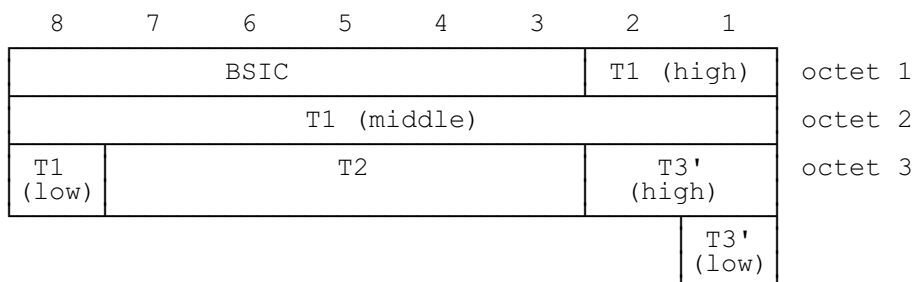 8 7 6 5 4 3 2 1
BSIC T1 (high) octet 1
T1 (middle) octet 2
T1 T2 T3' octet 3
(low) (high)
T3'
(low)